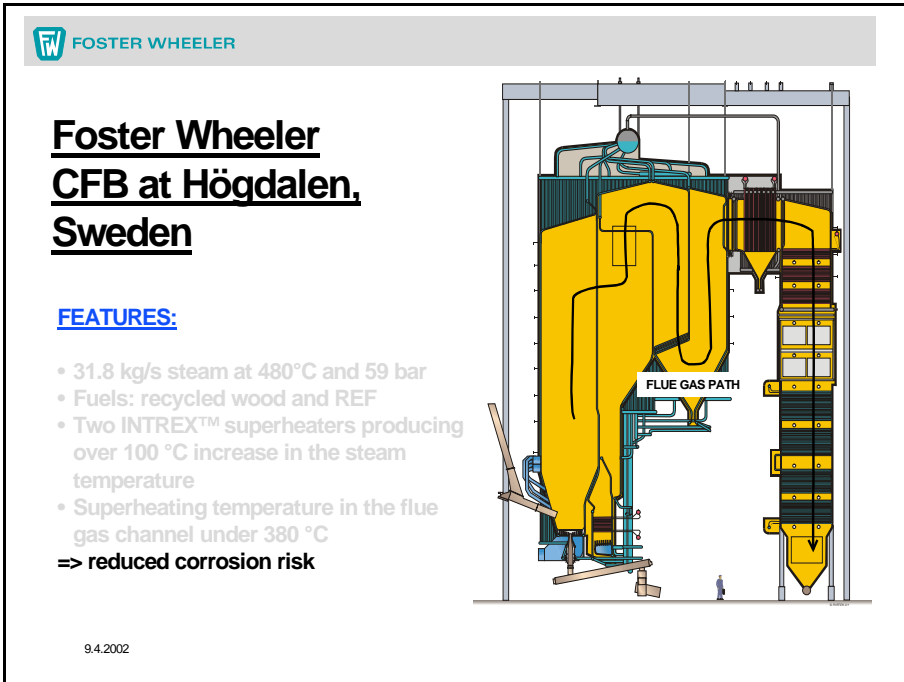 FW FOSTER WHEELER
Foster Wheeler
CFB at Högdalen,
Sweden
FEATURES:
• 31.8 kg/s steam at 480°C and 59 bar
• Fuels: recycled wood and REF
• Two INTREX™ superheaters producing
over 100 °C increase in the steam
temperature
• Superheating temperature in the flue
gas channel under 380 °C
=> reduced corrosion risk
FLUE GAS PATH
9.4.2002